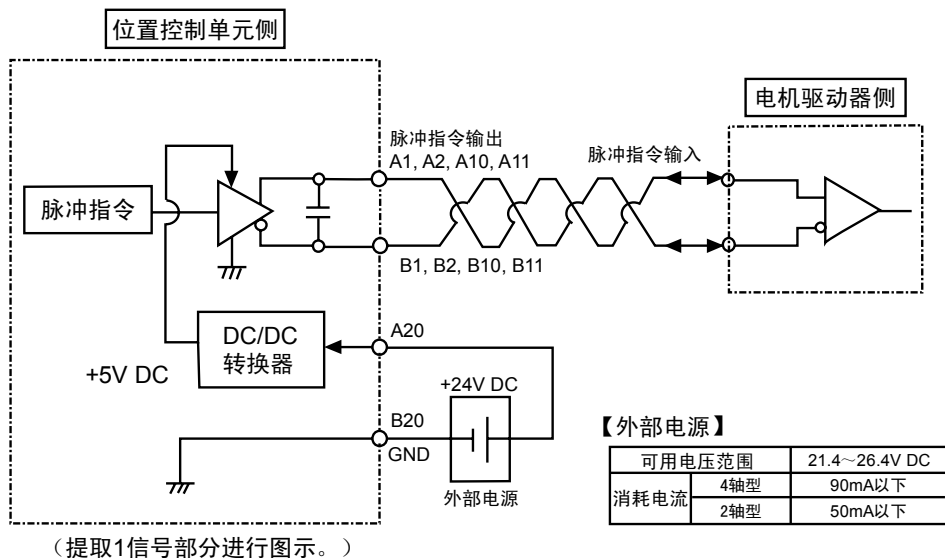 位置控制单元侧
电机驱动器侧
脉冲指令输出
A1, A2, A10, A11
脉冲指令输入
脉冲指令
B1, B2, B10, B11
DC/DC
转换器
A20
+5V DC
+24V DC
B20
GND
外部电源
【外部电源】
可用电压范围 21.4～26.4V DC
消耗电流 4轴型 90mA以下
2轴型 50mA以下
（提取1信号部分进行图示。）